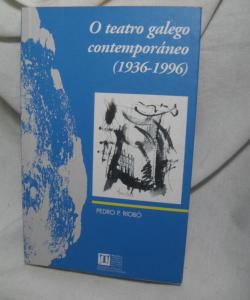 O teatro galego
contemporáneo
(1936-1996)
PEDRO P. RIOBÓ